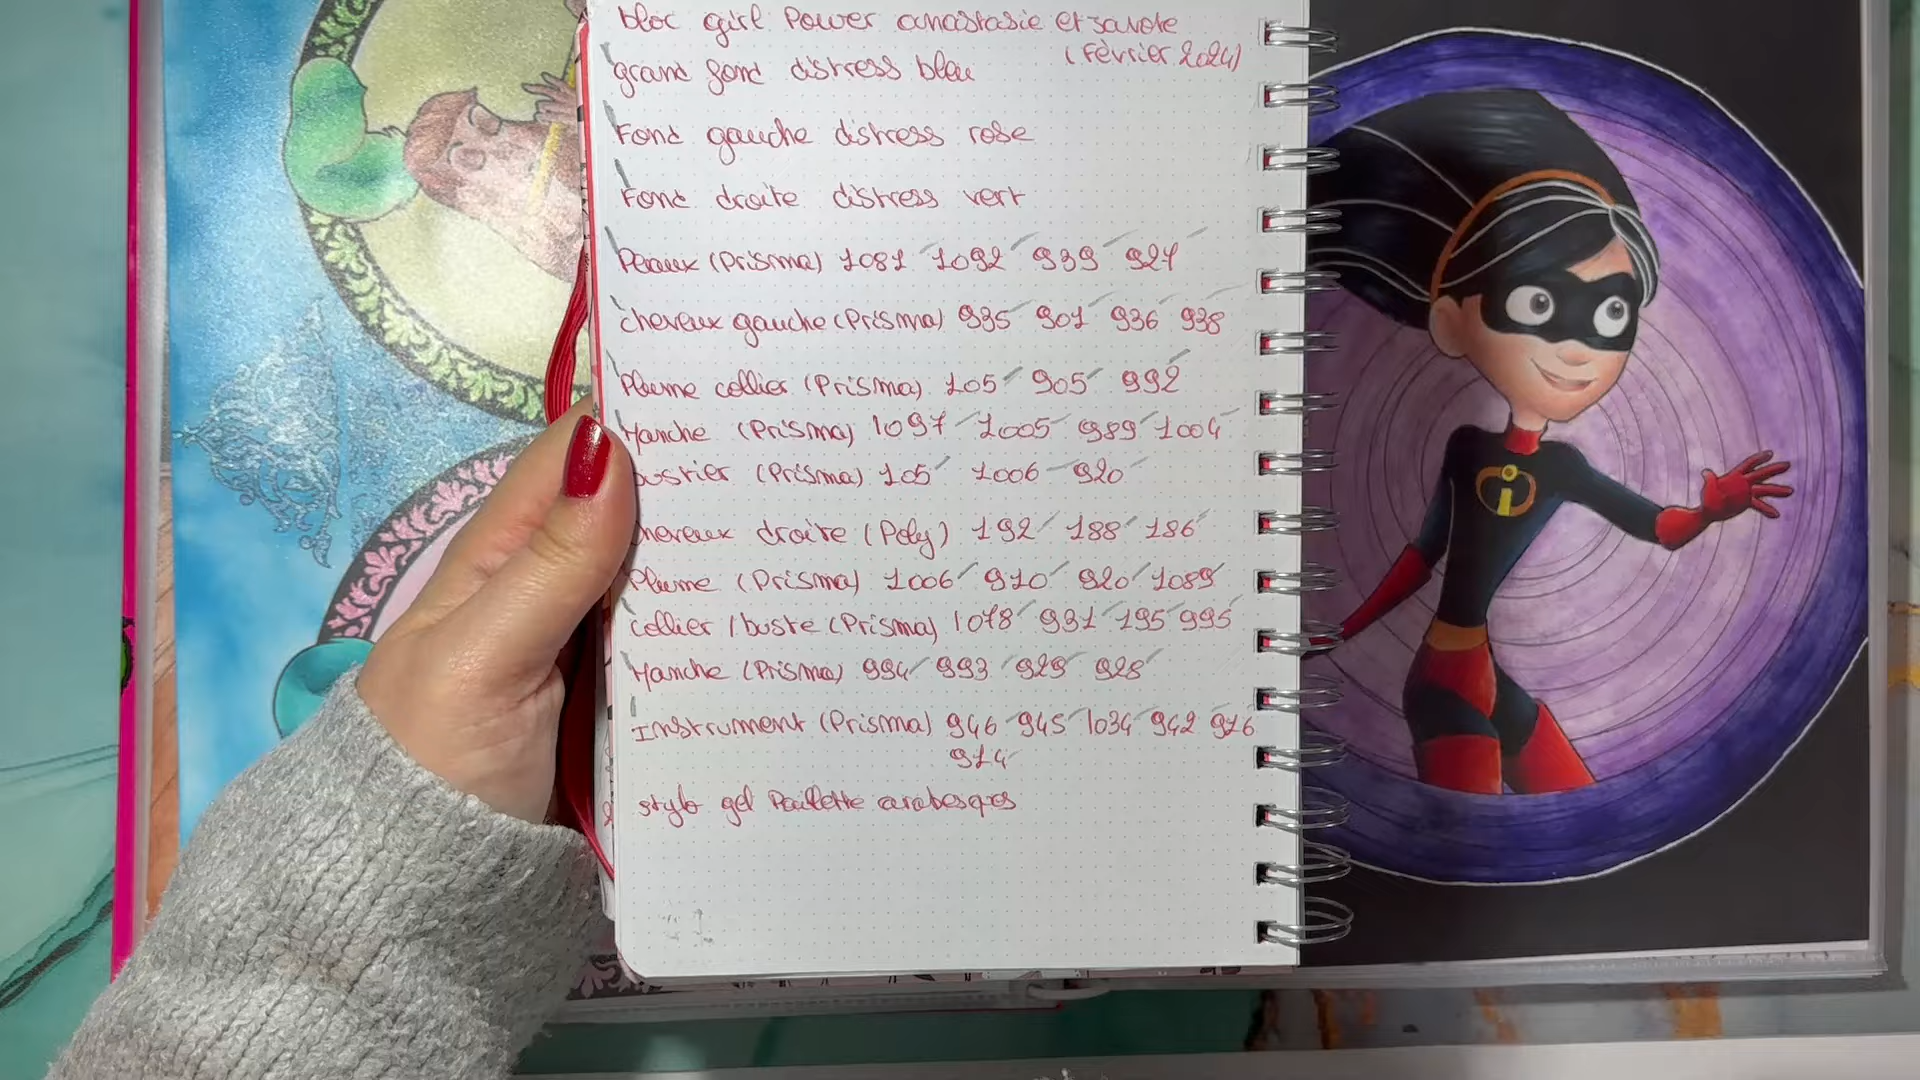 bloc girl Power anastasie et javote
(Février 2024)
grand fond distress bleu
Fond gauche distress rose
Fond droite distress vert
Peaux (Prisma) 1081 1092 939 927
cheveux gauche (Prisma) 995 901 936 938
Plume collier (Prisma) 105 905 992
Manche (Prisma) 1097 1005 989 1004
bustier (Prisma) 105 1006 920
cheveux droite (Poly) 192 188 186
Plume (Prisma) 1006 910 920 1089
collier / buste (Prisma) 1078 931 195 995
Manche (Prisma) 994 993 929 928
Instrument (Prisma) 946 945 1034 942 916
914
stylo gel Paillette arabesques
i